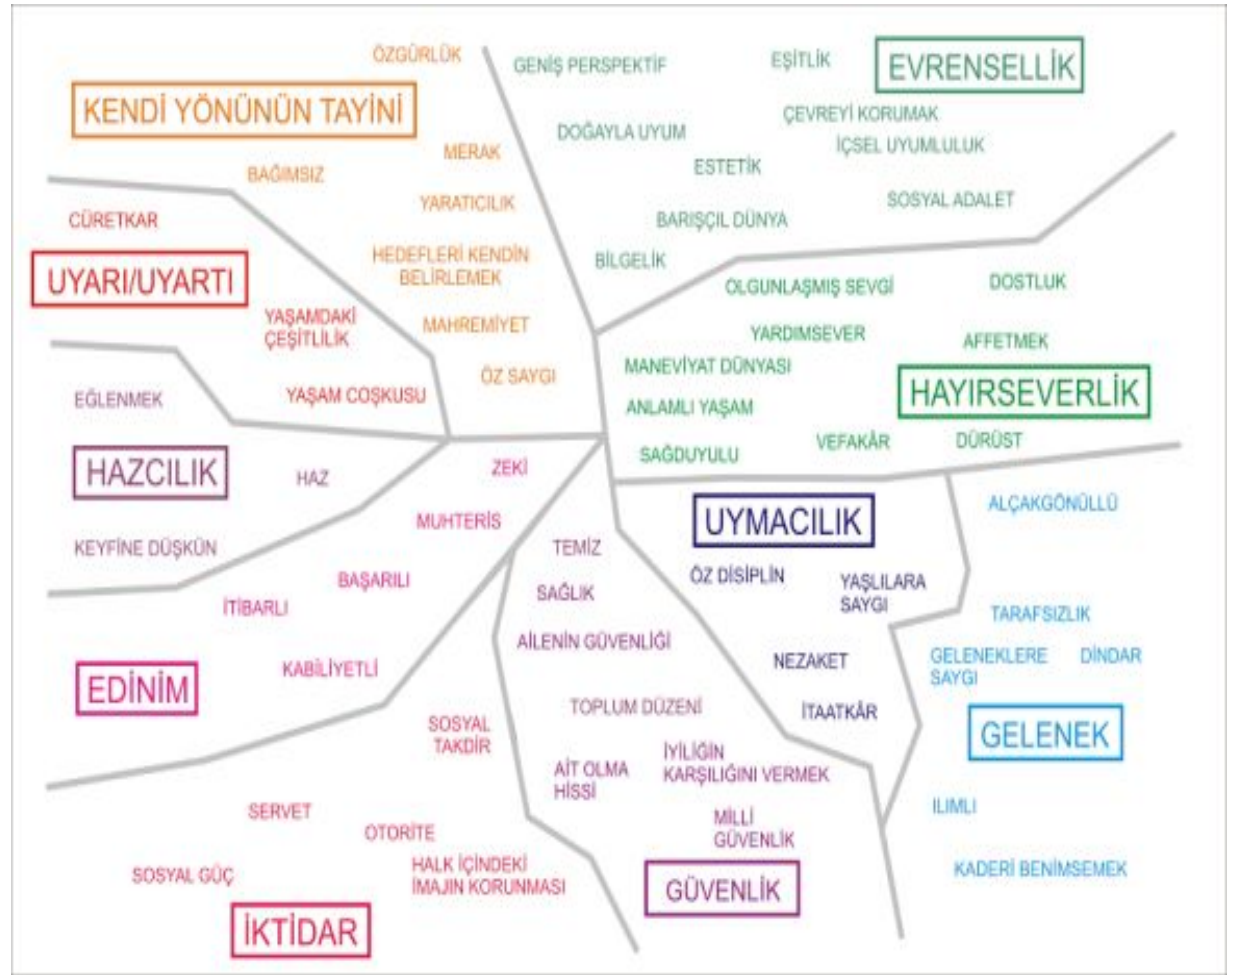 ÖZGÜRLÜK
KENDİ YÖNÜNÜN TAYİNİ
MERAK
BAĞIMSIZ
YARATICILIK
HEDEFLERİ KENDİN
BELİRLEMEK
MAHREMİYET
ÖZ SAYGI
GENİŞ PERSPEKTİF
EŞİTLİK
EVRENSELLİK
ÇEVREYİ KORUMAK
DOĞAYLA UYUM
İÇSEL UYUMLULUK
ESTETİK
SOSYAL ADALET
BARIŞÇIL DÜNYA
BİLGELİK
CÜRETKAR
UYARI/UYARTI
YAŞAMDAKİ
ÇEŞİTLİLİK
YAŞAM COŞKUSU
OLGUNLAŞMIŞ SEVGİ
DOSTLUK
YARDIMSEVER
AFFETMEK
MANEVİYAT DÜNYASI
HAYIRSEVERLİK
ANLAMLI YAŞAM
VEFAKÂR
DÜRÜST
SAĞDUYULU
EĞLENMEK
HAZCILIK
HAZ
KEYFİNE DÜŞKÜN
ZEKİ
MUHTERİS
BAŞARILI
İTİBARLI
KABİLİYETLİ
EDİNİM
UYMACILIK
ÖZ DİSİPLİN
YAŞLILARA
SAYGI
NEZAKET
İTAATKÂR
ALÇAKGÖNÜLLÜ
TARAFSIZLIK
GELENEKLERE
SAYGI
DİNDAR
GELENEK
ILIMLI
KADERİ BENİMSEMEK
TEMİZ
SAĞLIK
AİLENİN GÜVENLİĞİ
TOPLUM DÜZENİ
AİT OLMA
HİSSİ
İYİLİĞİN
KARŞILIĞINI VERMEK
MİLLİ
GÜVENLİK
GÜVENLİK
SOSYAL
TAKDİR
SERVET
OTORİTE
SOSYAL GÜÇ
HALK İÇİNDEKİ
İMAJIN KORUNMASI
İKTİDAR